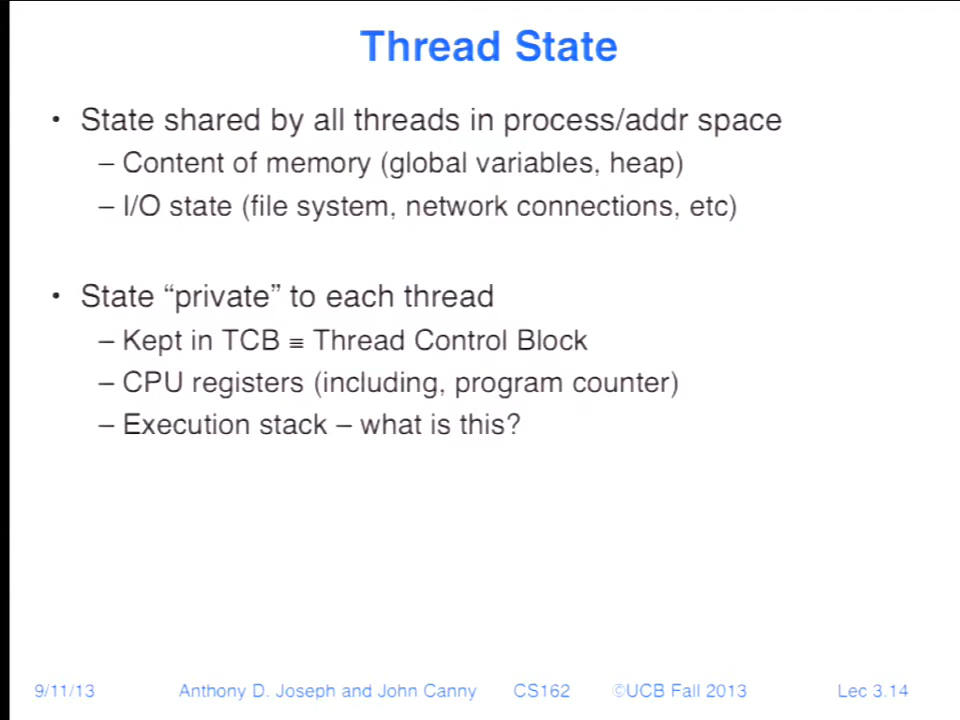 Thread State
• State shared by all threads in process/addr space
– Content of memory (global variables, heap)
– I/O state (file system, network connections, etc)
• State “private” to each thread
– Kept in TCB ≡ Thread Control Block
– CPU registers (including, program counter)
– Execution stack – what is this?
9/11/13 Anthony D. Joseph and John Canny CS162 ©UCB Fall 2013 Lec 3.14